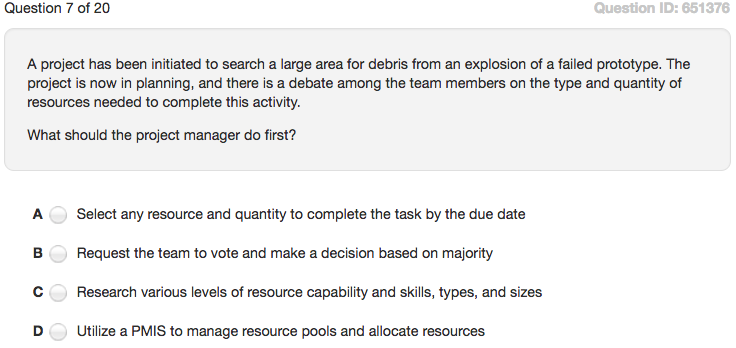 Question 7 of 20
Question ID: 651376
A project has been initiated to search a large area for debris from an explosion of a failed prototype. The
project is now in planning, and there is a debate among the team members on the type and quantity of
resources needed to complete this activity.
What should the project manager do first?
A Select any resource and quantity to complete the task by the due date
B Request the team to vote and make a decision based on majority
C Research various levels of resource capability and skills, types, and sizes
D Utilize a PMIS to manage resource pools and allocate resources